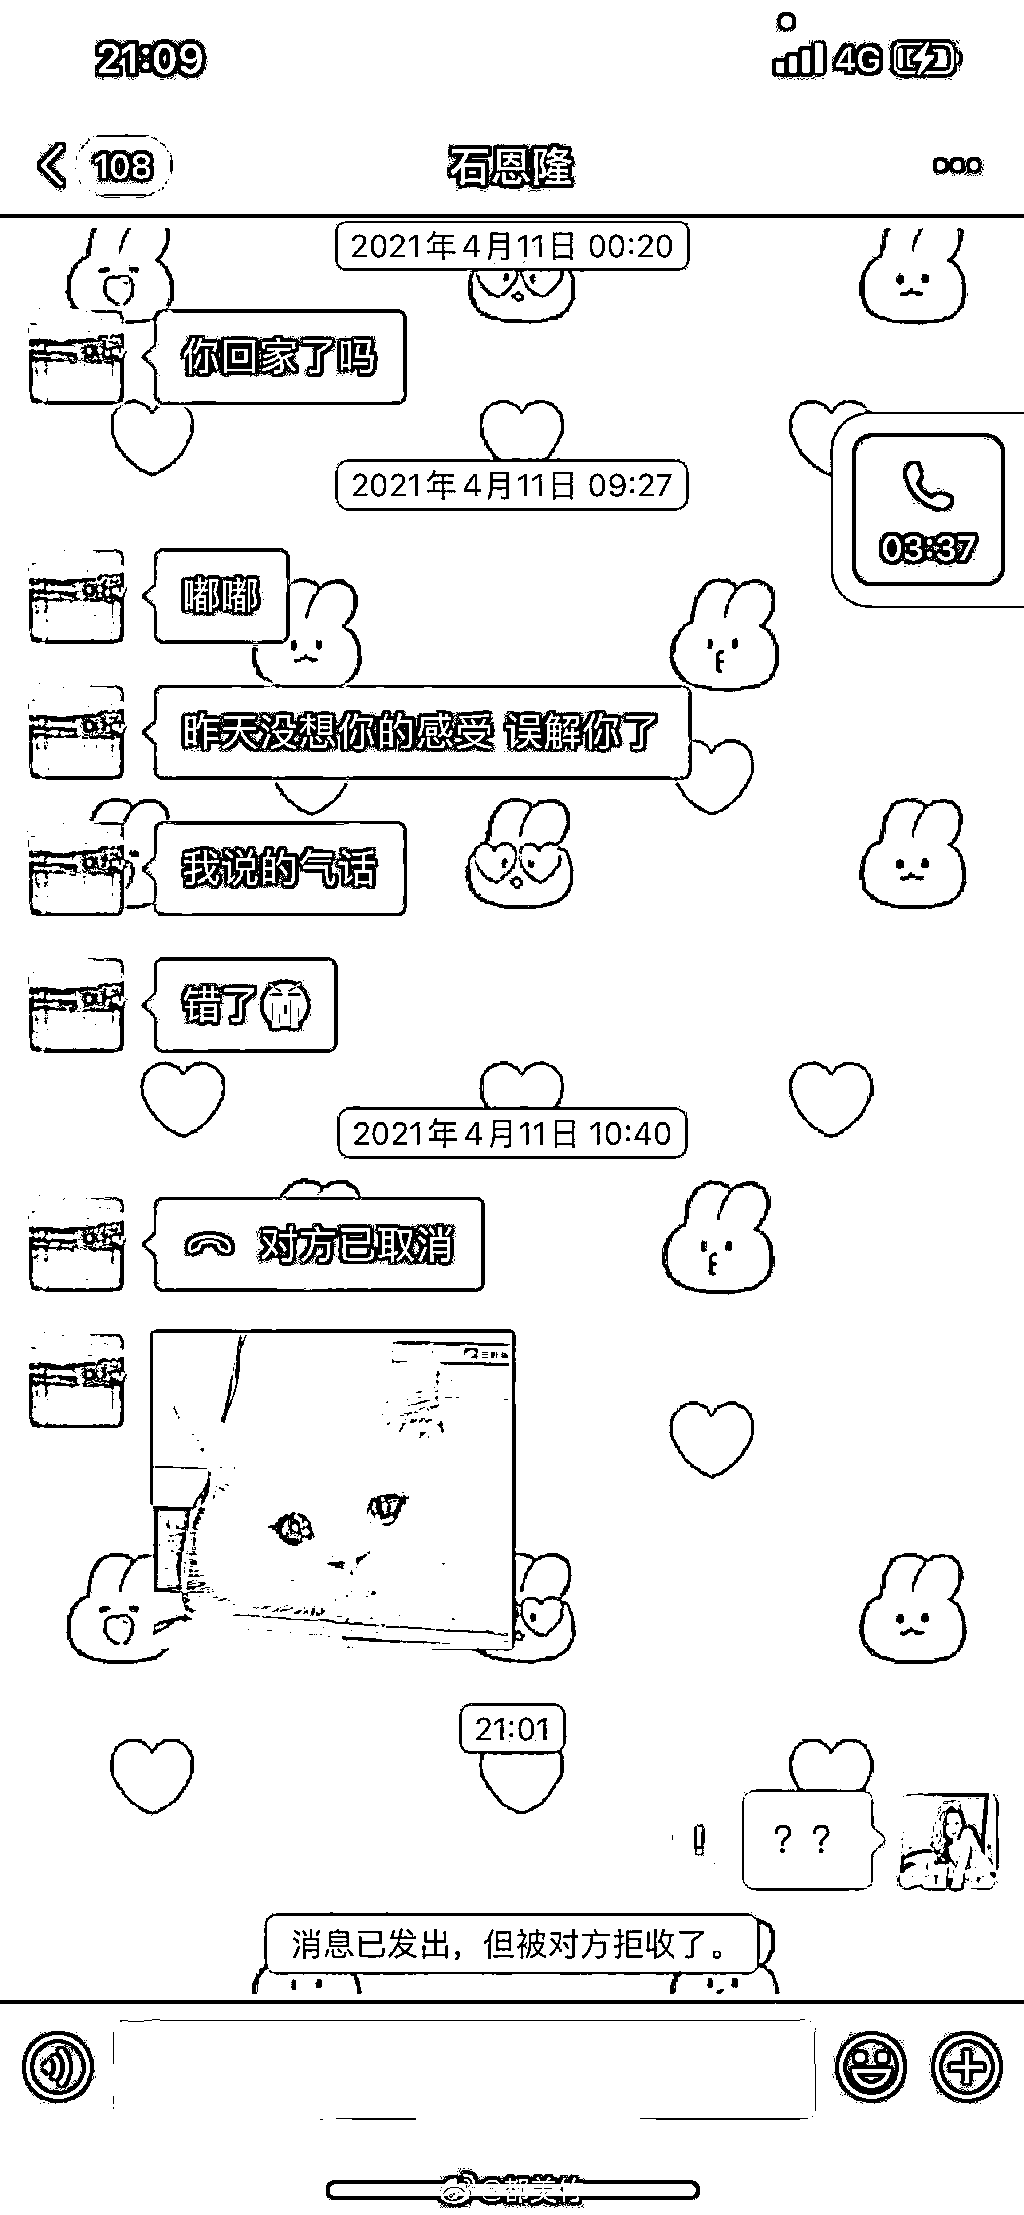 21:09
4G
108
石恩隆
2021年4月11日 00:20
你回家了吗
2021年4月11日 09:27
03:37
嘟嘟
昨天没想你的感受 误解你了
我说的气话
错了
2021年4月11日 10:40
对方已取消
21:01
？？
消息已发出，但被对方拒收了。
@都美竹